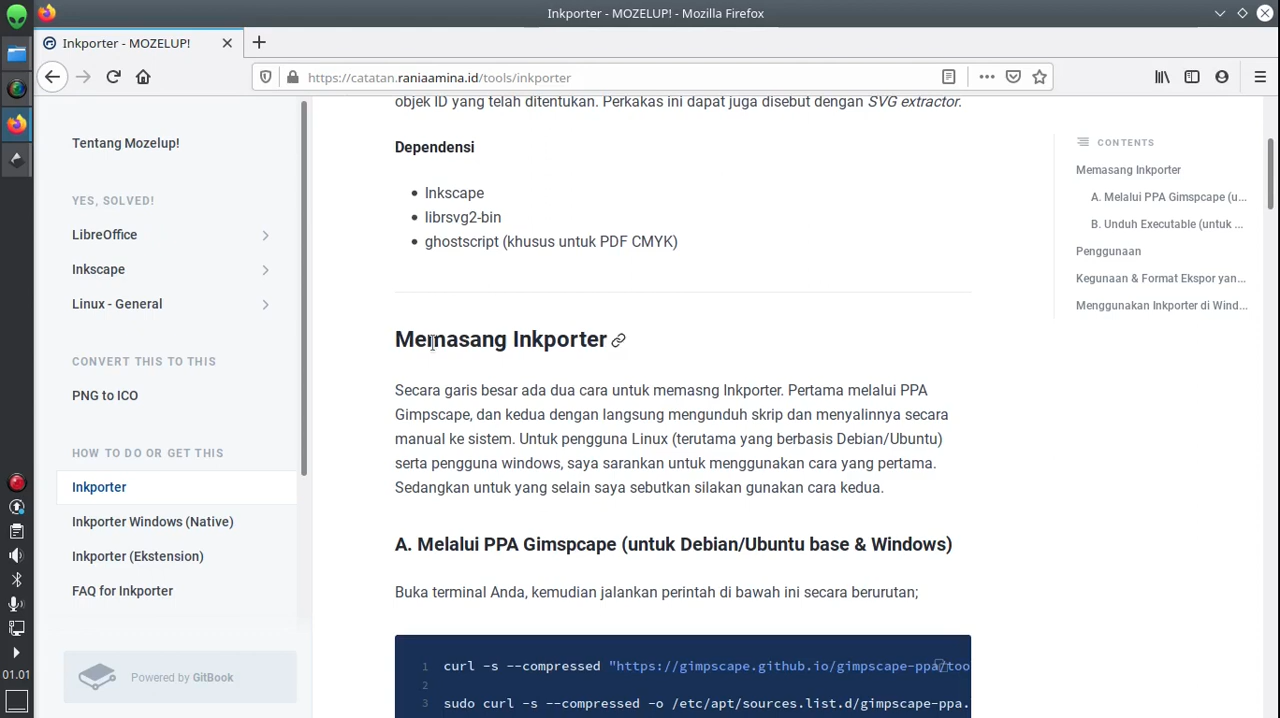 Inkporter - MOZELUP! - Mozilla Firefox
Inkporter - MOZELUP!
https://catatan.raniaamina.id/tools/inkporter
Tentang Mozelup!
YES, SOLVED!
LibreOffice
Inkscape
Linux - General
CONVERT THIS TO THIS
PNG to ICO
HOW TO DO OR GET THIS
Inkporter
Inkporter Windows (Native)
Inkporter (Ekstension)
FAQ for Inkporter
Powered by GitBook
01.01
objek ID yang telah ditentukan. Perkakas ini dapat juga disebut dengan SVG extractor.
Dependensi
Inkscape
librsvg2-bin
ghostscript (khusus untuk PDF CMYK)
Memasang Inkporter
Secara garis besar ada dua cara untuk memasng Inkporter. Pertama melalui PPA
Gimpscape, dan kedua dengan langsung mengunduh skrip dan menyalinnya secara
manual ke sistem. Untuk pengguna Linux (terutama yang berbasis Debian/Ubuntu)
serta pengguna windows, saya sarankan untuk menggunakan cara yang pertama.
Sedangkan untuk yang selain saya sebutkan silakan gunakan cara kedua.
A. Melalui PPA Gimspcape (untuk Debian/Ubuntu base & Windows)
Buka terminal Anda, kemudian jalankan perintah di bawah ini secara berurutan;
1 curl -s --compressed "https://gimpscape.github.io/gimpscape-ppa/too
2
3 sudo curl -s --compressed -o /etc/apt/sources.list.d/gimpscape-ppa.
CONTENTS
Memasang Inkporter
A. Melalui PPA Gimspcape (u...
B. Unduh Executable (untuk ...
Penggunaan
Kegunaan & Format Ekspor yan...
Menggunakan Inkporter di Wind...